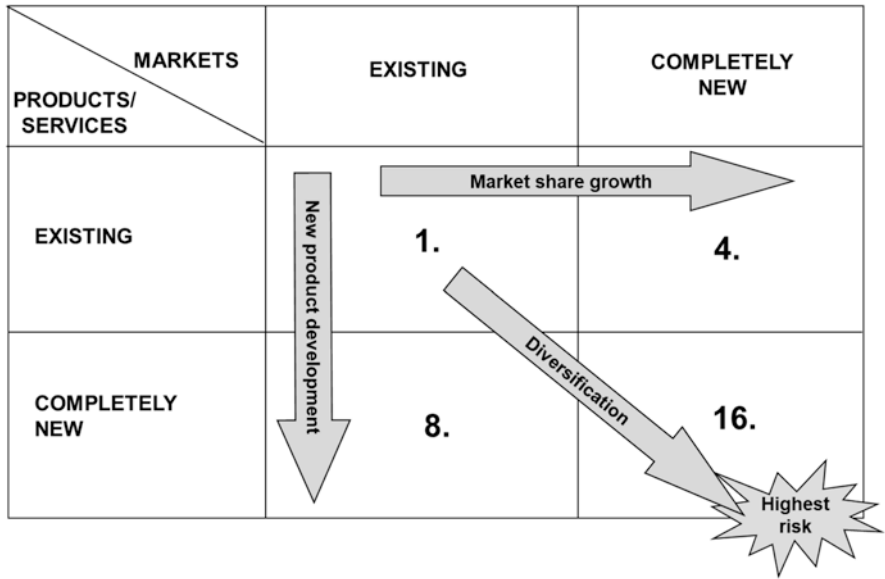 MARKETS
PRODUCTS/
SERVICES
EXISTING
COMPLETELY
NEW
EXISTING
New product development
Market share growth
1.
4.
Diversification
COMPLETELY
NEW
8.
16.
Highest
risk